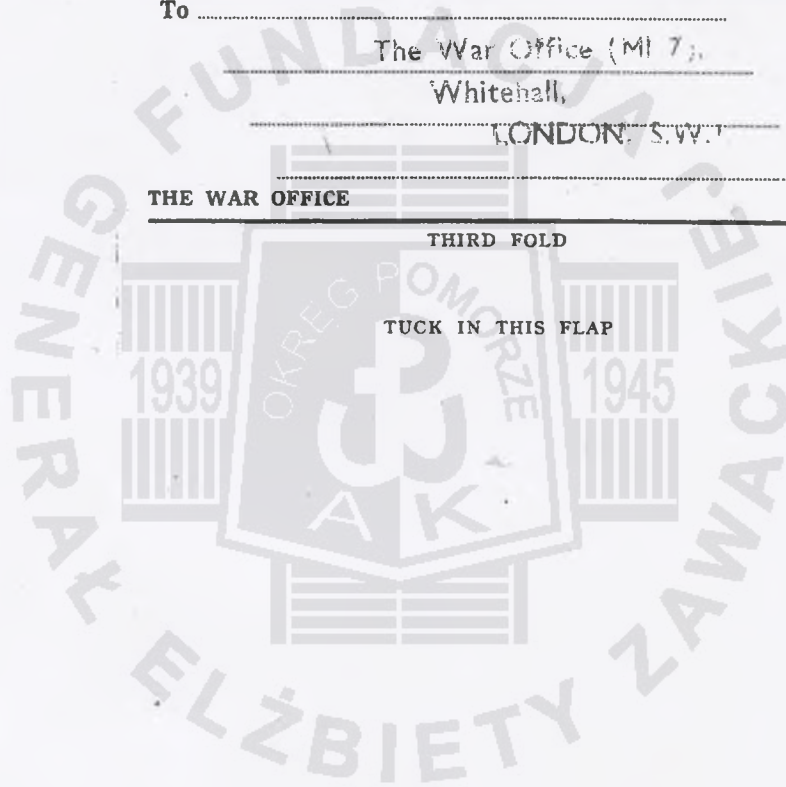 To
The War Office (MI 7),
Whitehall,
LONDON, S.W.1
THE WAR OFFICE
THIRD FOLD
TUCK IN THIS FLAP
FUNDACJA GENERAŁ ELŻBIETY ZAWACKIEJ
OKRĘG POMORZE
1939
1945
AK